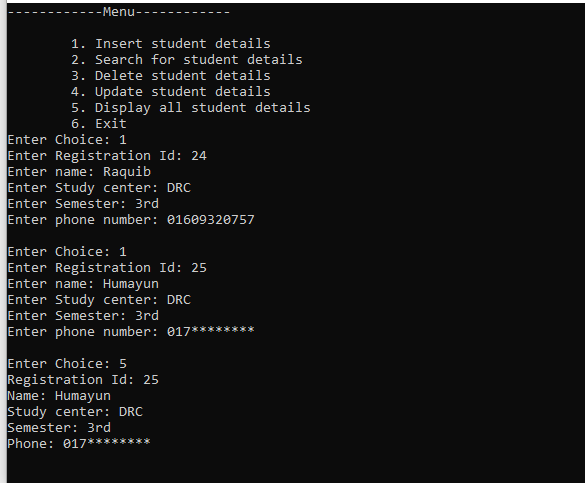 ------------Menu------------
1. Insert student details
2. Search for student details
3. Delete student details
4. Update student details
5. Display all student details
6. Exit
Enter Choice: 1
Enter Registration Id: 24
Enter name: Raquib
Enter Study center: DRC
Enter Semester: 3rd
Enter phone number: 01609320757
Enter Choice: 1
Enter Registration Id: 25
Enter name: Humayun
Enter Study center: DRC
Enter Semester: 3rd
Enter phone number: 017********
Enter Choice: 5
Registration Id: 25
Name: Humayun
Study center: DRC
Semester: 3rd
Phone: 017********